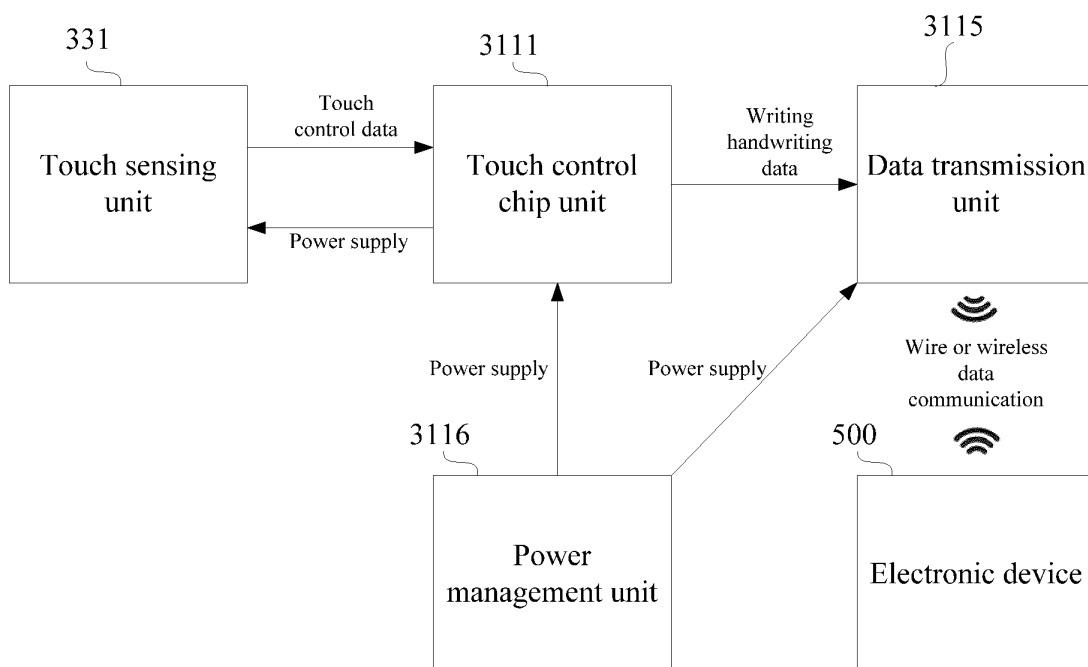 331
3111
3115
Touch sensing
unit
Touch
control data
Power supply
Touch control
chip unit
Writing
handwriting
data
Data transmission
unit
Power supply
Power supply
Wire or wireless
data
communication
3116
500
Power
management unit
Electronic device